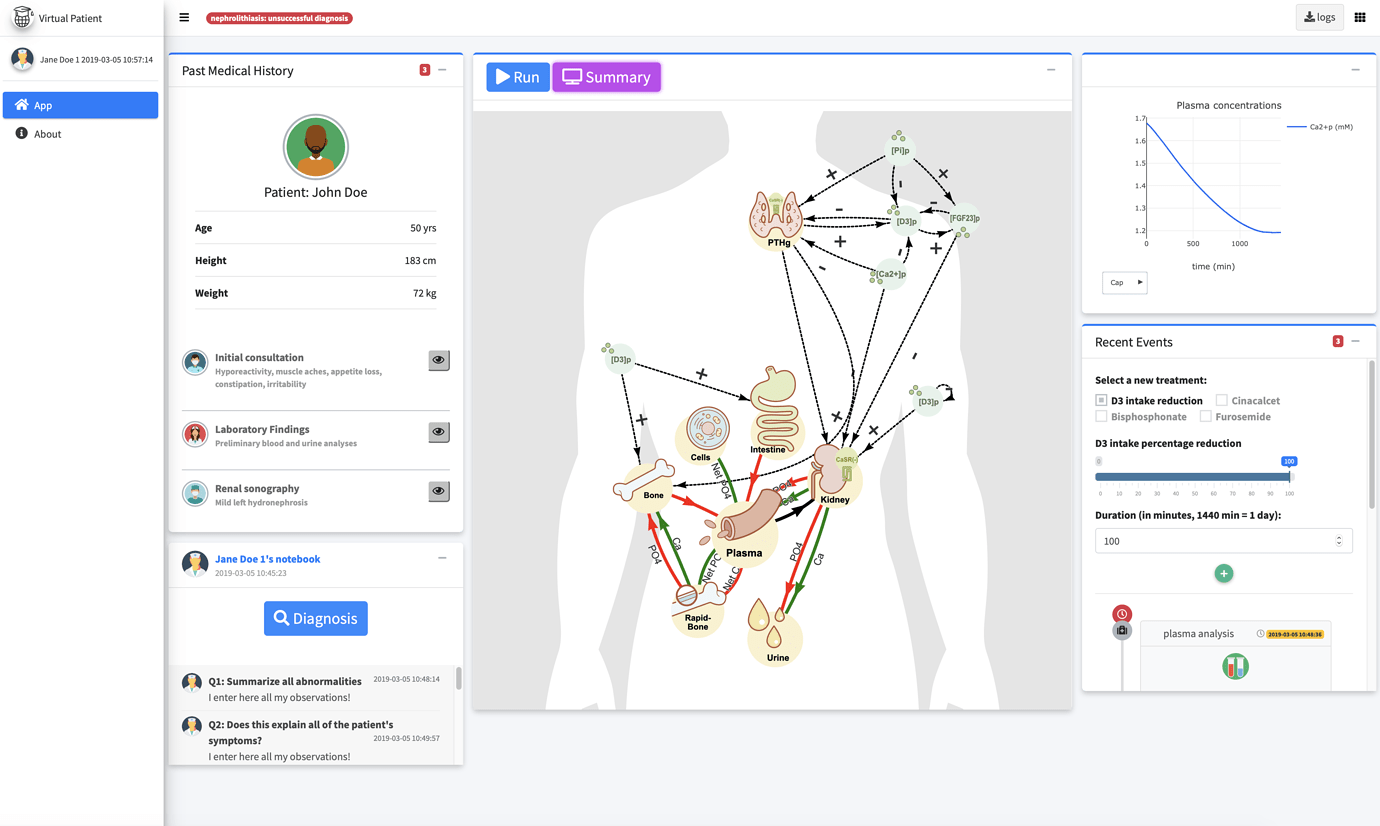 Virtual Patient
nephrolithiasis: unsuccessful diagnosis
logs
Jane Doe 1 2019-03-05 10:57:14
App
About
Past Medical History
3
Patient: John Doe
Age 50 yrs
Height 183 cm
Weight 72 kg
Initial consultation
Hyporeactivity, muscle aches, appetite loss,
constipation, irritability
Laboratory Findings
Preliminary blood and urine analyses
Renal sonography
Mild left hydronephrosis
Jane Doe 1's notebook
2019-03-05 10:45:23
Diagnosis
Q1: Summarize all abnormalities 2019-03-05 10:48:14
I enter here all my observations!
Q2: Does this explain all of the patient's
symptoms? 2019-03-05 10:49:57
I enter here all my observations!
Run
Summary
[Pi]p
PTHg
[D3]p
[FGF23]p
[Ca2+]p
[D3]p
[D3]p
Cells
Intestine
CaSR(-)
Bone
Net PO4
Kidney
Plasma
PO4
Ca
Net PO
Net C
PO4
Ca
Rapid-
Bone
Urine
Plasma concentrations
1.7
1.6
1.5
1.4
1.3
1.2
0 500 1000
time (min)
Ca2+p (mM)
Cap
Recent Events
3
Select a new treatment:
D3 intake reduction Cinacalcet
Bisphosphonate Furosemide
D3 intake percentage reduction
0 100
0 10 20 30 40 50 60 70 80 90 100
Duration (in minutes, 1440 min = 1 day):
100
plasma analysis 2019-03-05 10:48:36